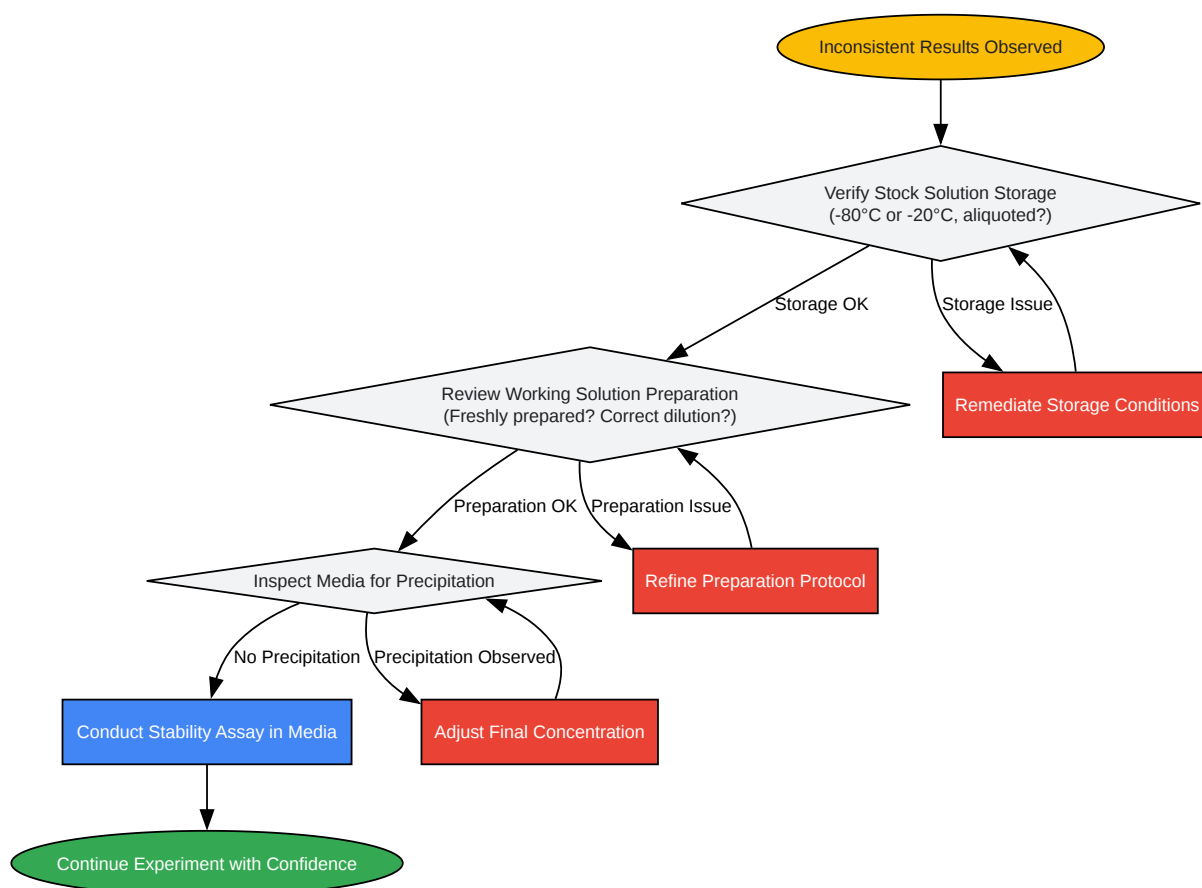 Inconsistent Results Observed
Verify Stock Solution Storage
(-80°C or -20°C, aliquoted?)
Storage OK
Storage Issue
Review Working Solution Preparation
(Freshly prepared? Correct dilution?)
Remediate Storage Conditions
Preparation OK
Preparation Issue
Inspect Media for Precipitation
Refine Preparation Protocol
No Precipitation
Precipitation Observed
Conduct Stability Assay in Media
Adjust Final Concentration
Continue Experiment with Confidence